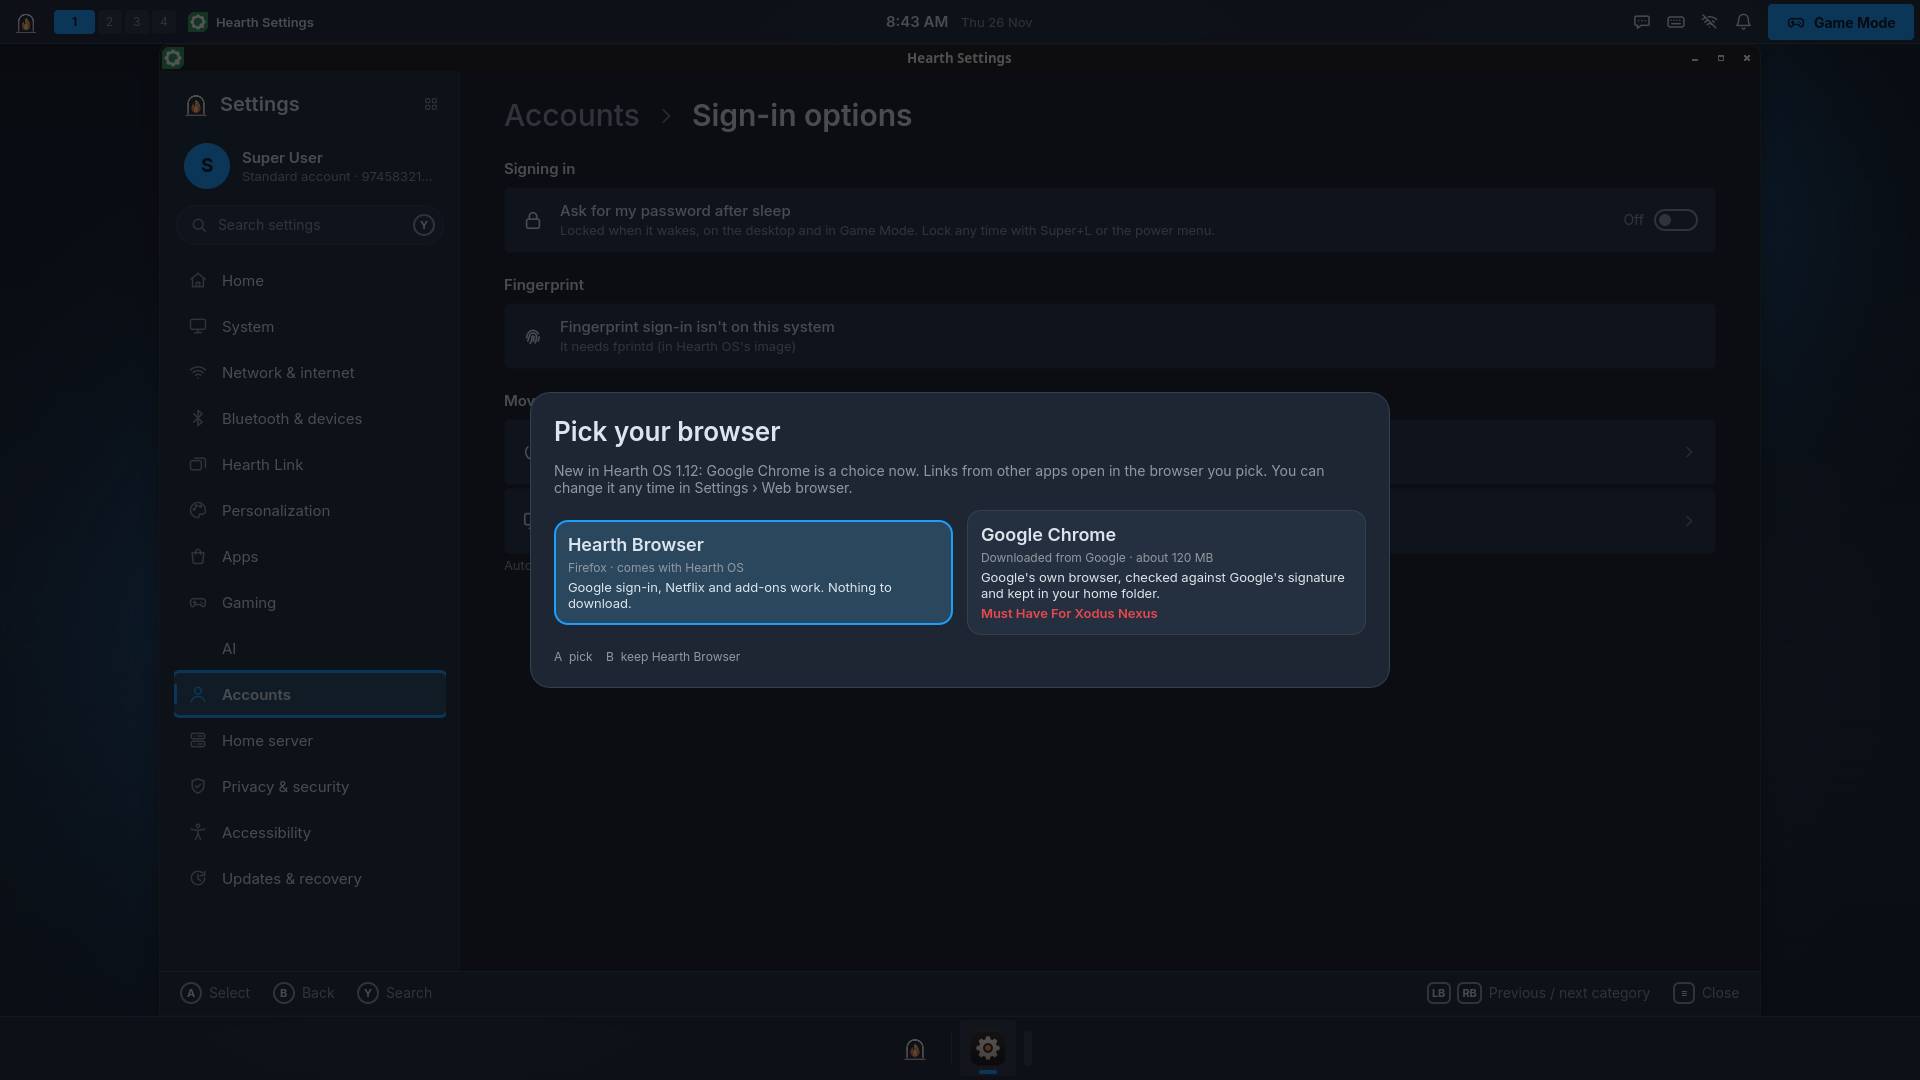 1 2 3 4 Hearth Settings
8:43 AM Thu 26 Nov
Game Mode
Hearth Settings
Settings
S
Super User
Standard account · 97458321...
Search settings Y
Home
System
Network & internet
Bluetooth & devices
Hearth Link
Personalization
Apps
Gaming
AI
Accounts
Home server
Privacy & security
Accessibility
Updates & recovery
Accounts › Sign-in options
Signing in
Ask for my password after sleep
Locked when it wakes, on the desktop and in Game Mode. Lock any time with Super+L or the power menu.
Off
Fingerprint
Fingerprint sign-in isn't on this system
It needs fprintd (in Hearth OS's image)
Pick your browser
New in Hearth OS 1.12: Google Chrome is a choice now. Links from other apps open in the browser you pick. You can
change it any time in Settings › Web browser.
Hearth Browser
Firefox · comes with Hearth OS
Google sign-in, Netflix and add-ons work. Nothing to
download.
Google Chrome
Downloaded from Google · about 120 MB
Google's own browser, checked against Google's signature
and kept in your home folder.
Must Have For Xodus Nexus
A pick B keep Hearth Browser
A Select B Back Y Search
LB RB Previous / next category Close